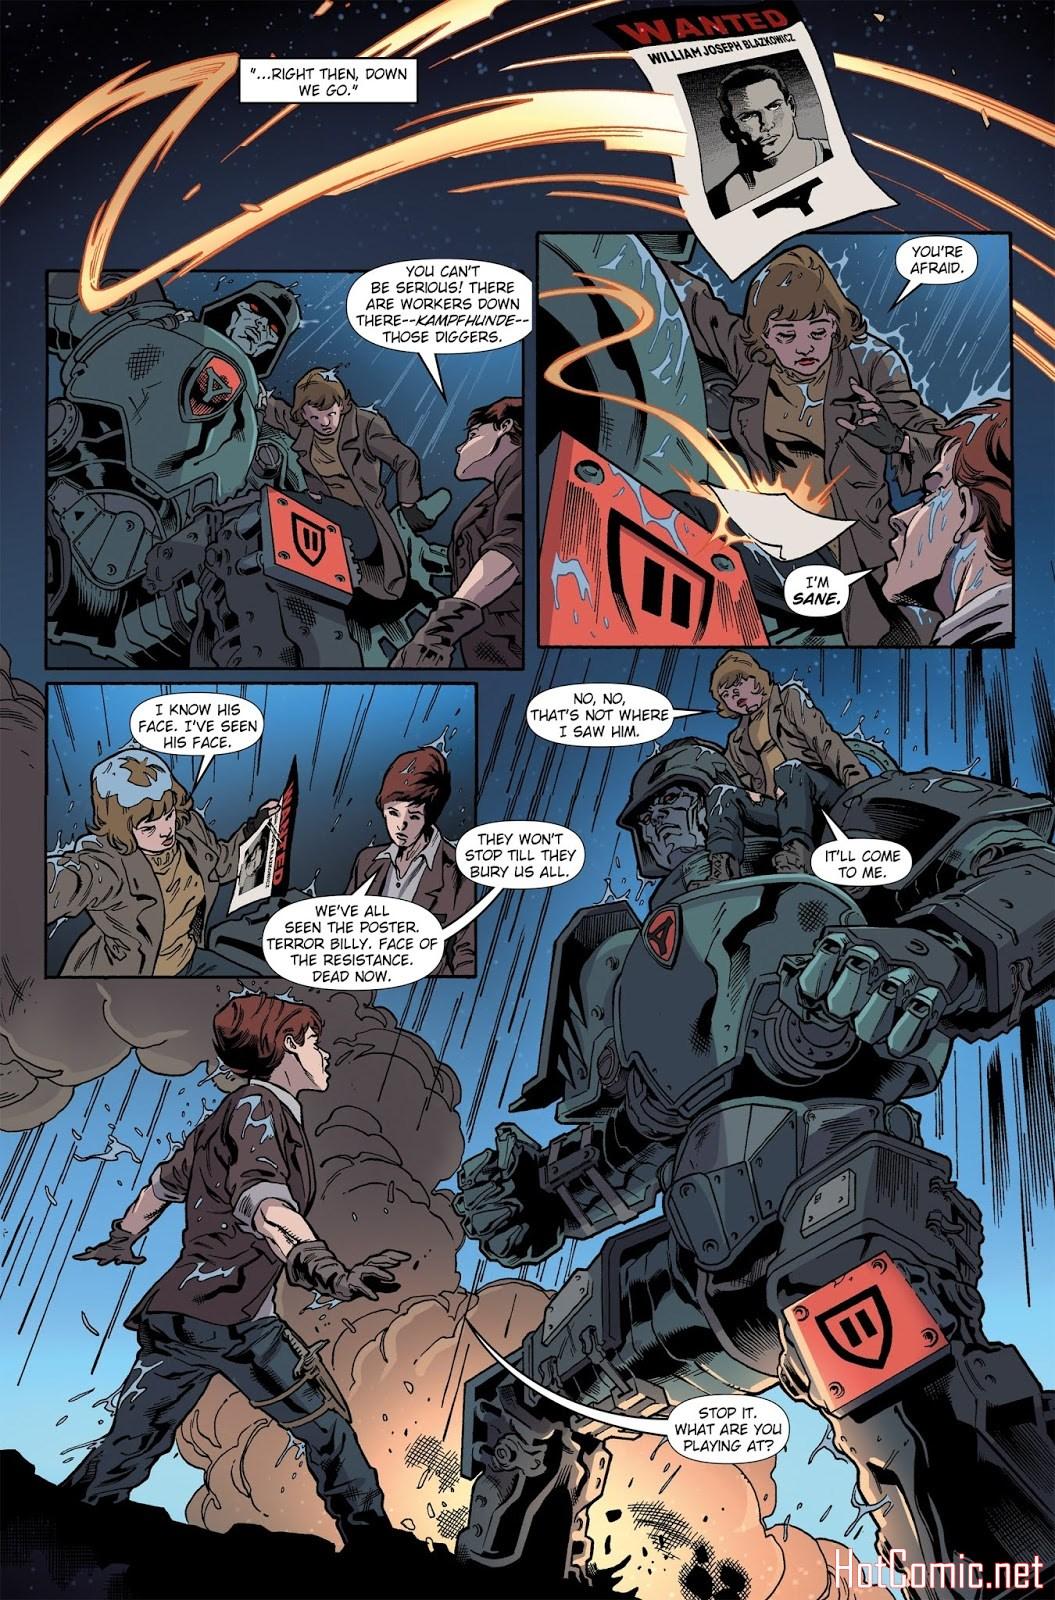 WANTED
WILLIAM JOSEPH BLAZKOWICZ
"...RIGHT THEN, DOWN
WE GO."
YOU CAN'T
BE SERIOUS! THERE
ARE WORKERS DOWN
THERE--KAMPFHUNDE--
THOSE DIGGERS.
YOU'RE
AFRAID.
I'M
SANE.
I KNOW HIS
FACE. I'VE SEEN
HIS FACE.
WANTED
WE'VE ALL
SEEN THE POSTER.
TERROR BILLY. FACE OF
THE RESISTANCE.
DEAD NOW.
THEY WON'T
STOP TILL THEY
BURY US ALL.
NO, NO,
THAT'S NOT WHERE
I SAW HIM.
IT'LL COME
TO ME.
STOP IT.
WHAT ARE YOU
PLAYING AT?
HotComic.net